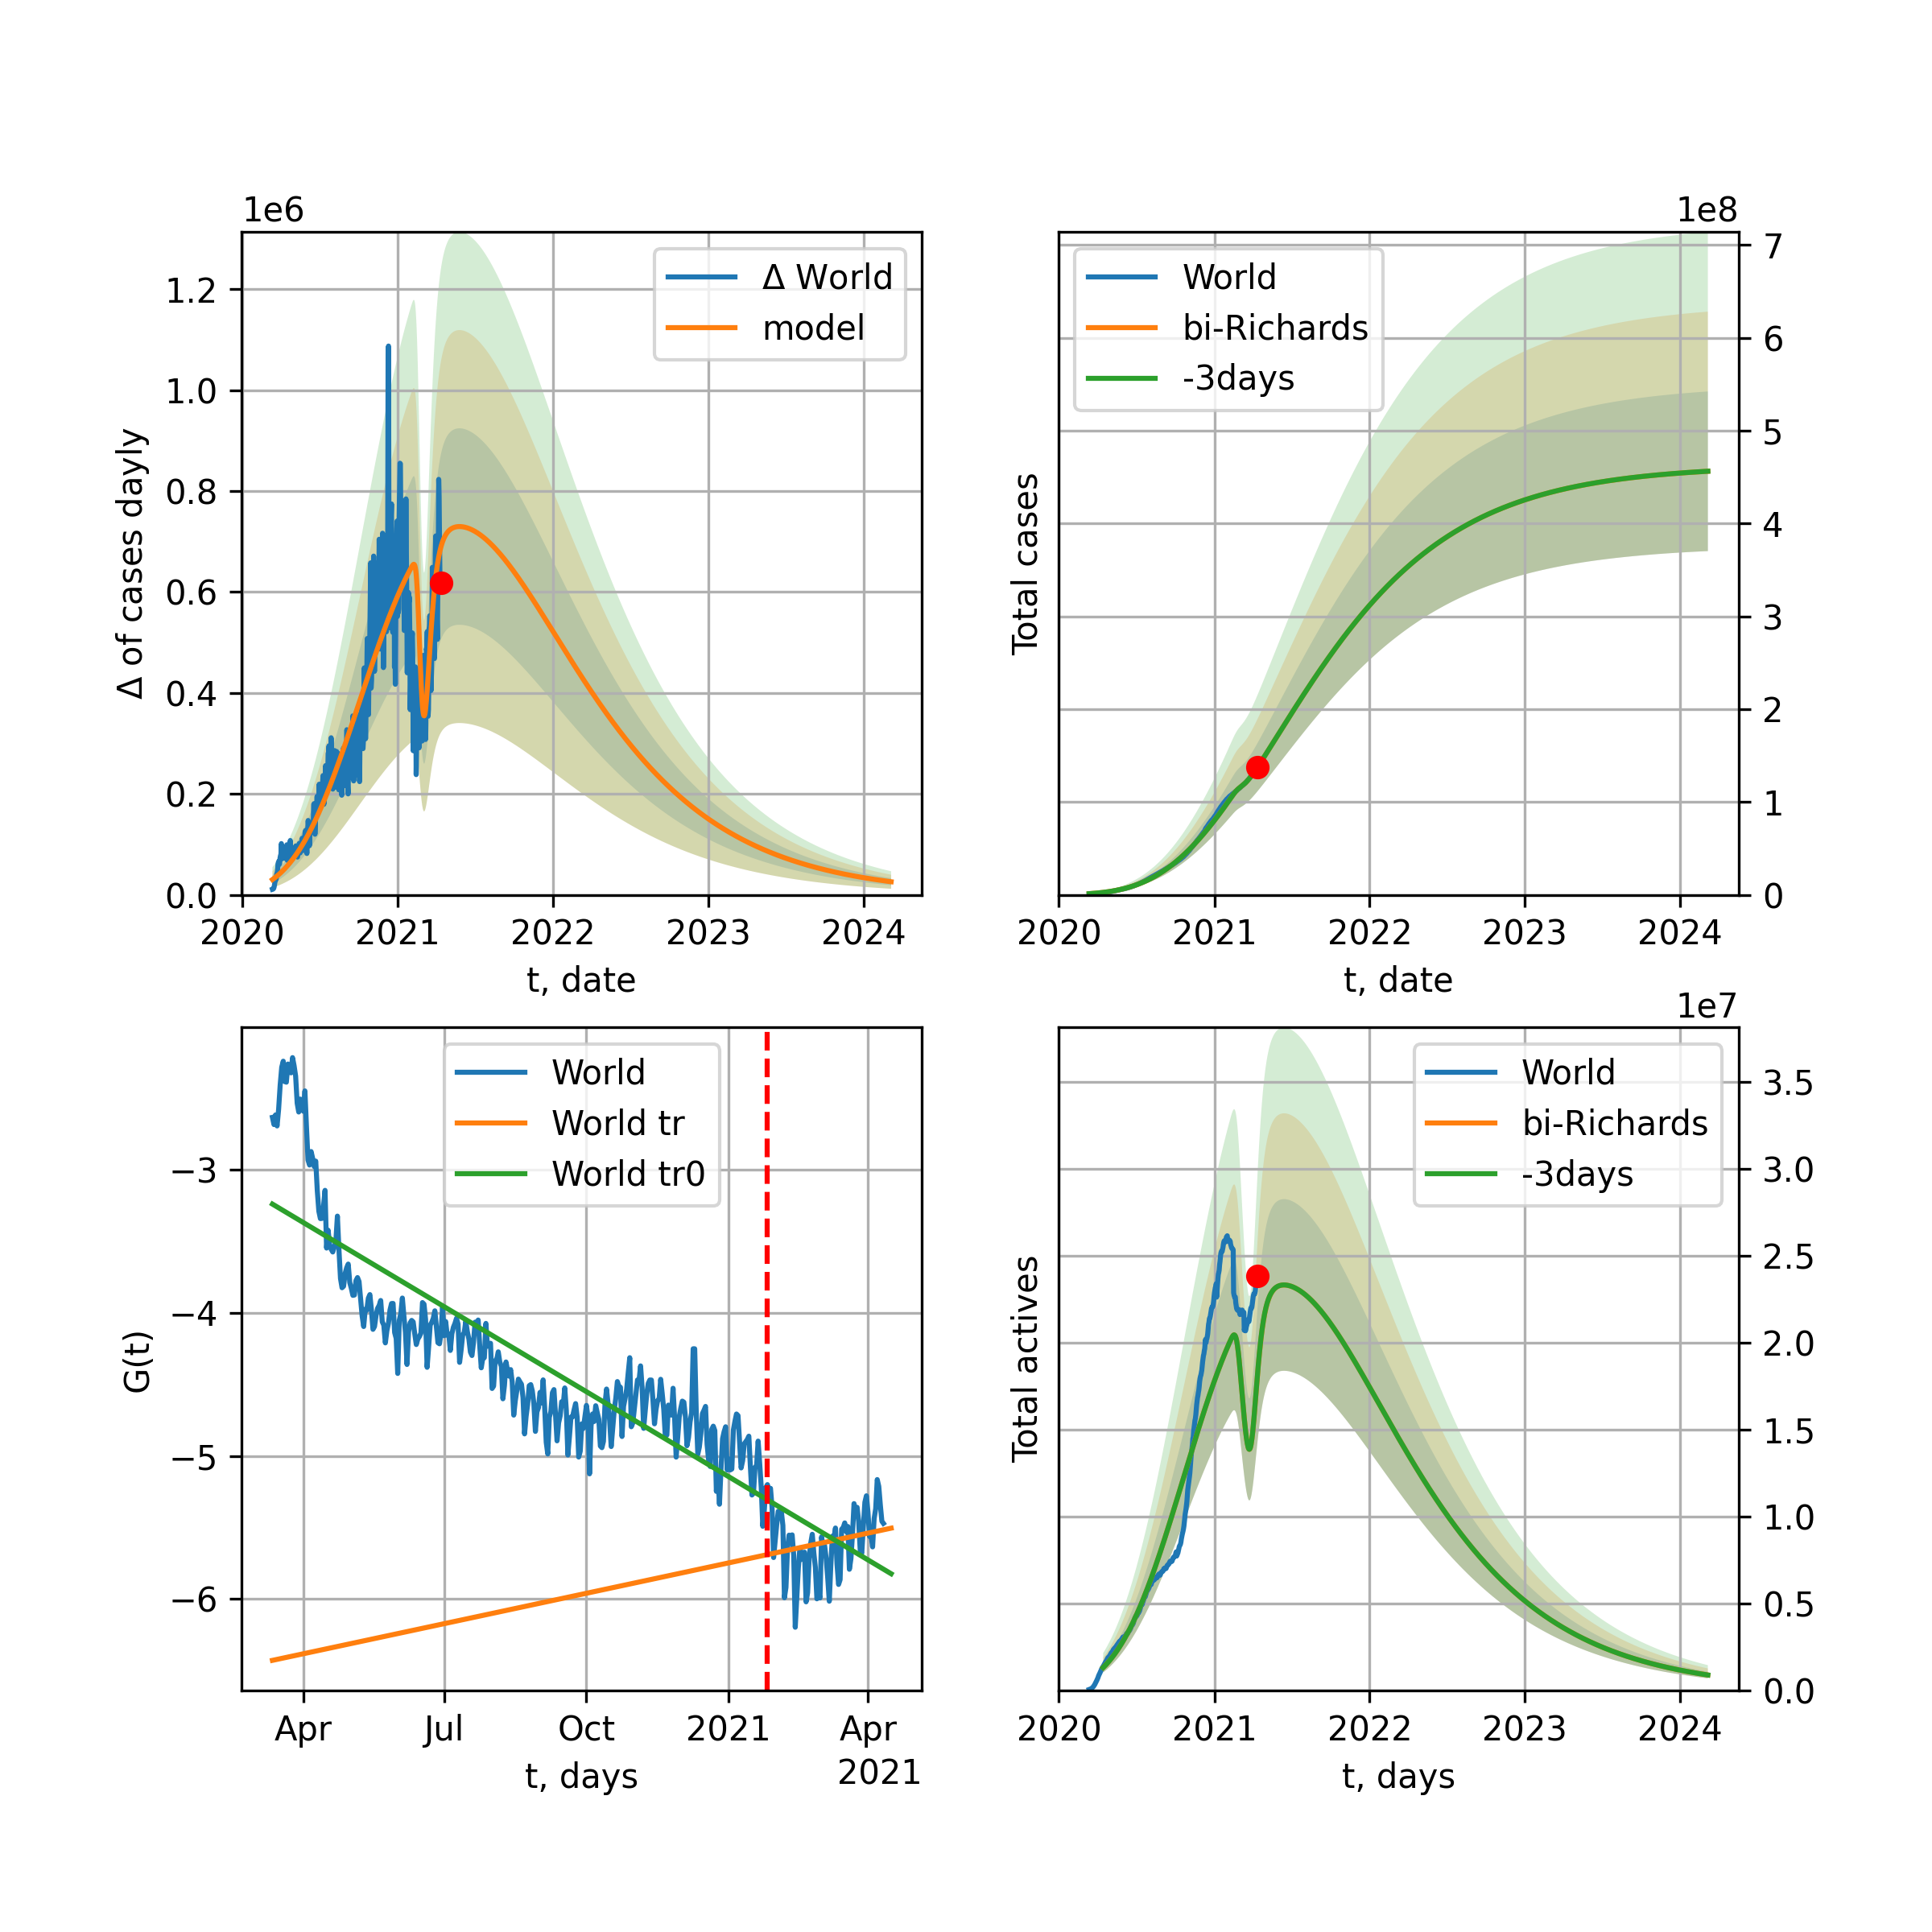 1e6
Δ of cases dayly
1.2
1.0
0.8
0.6
0.4
0.2
0.0
Δ World
model
2020 2021 2022 2023 2024
t, date
1e8
Total cases
World
bi-Richards
-3days
7
6
5
4
3
2
1
0
2020 2021 2022 2023 2024
t, date
G(t)
−3
−4
−5
−6
World
World tr
World tr0
Apr Jul Oct 2021 Apr
2021
t, days
1e7
Total actives
World
bi-Richards
-3days
3.5
3.0
2.5
2.0
1.5
1.0
0.5
0.0
2020 2021 2022 2023 2024
t, days